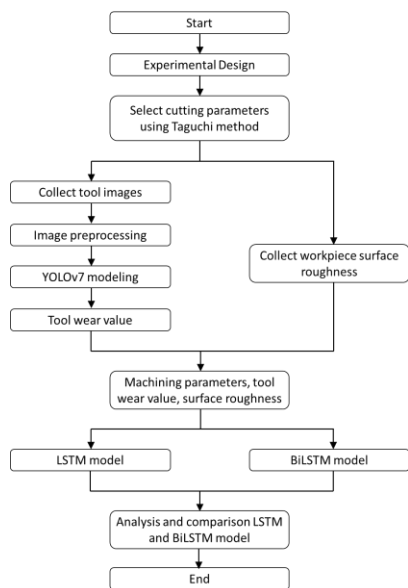 Start
Experimental Design
Select cutting parameters
using Taguchi method
Collect tool images
Image preprocessing
YOLOv7 modeling
Tool wear value
Collect workpiece surface
roughness
Machining parameters, tool
wear value, surface roughness
LSTM model
BiLSTM model
Analysis and comparison LSTM
and BiLSTM model
End